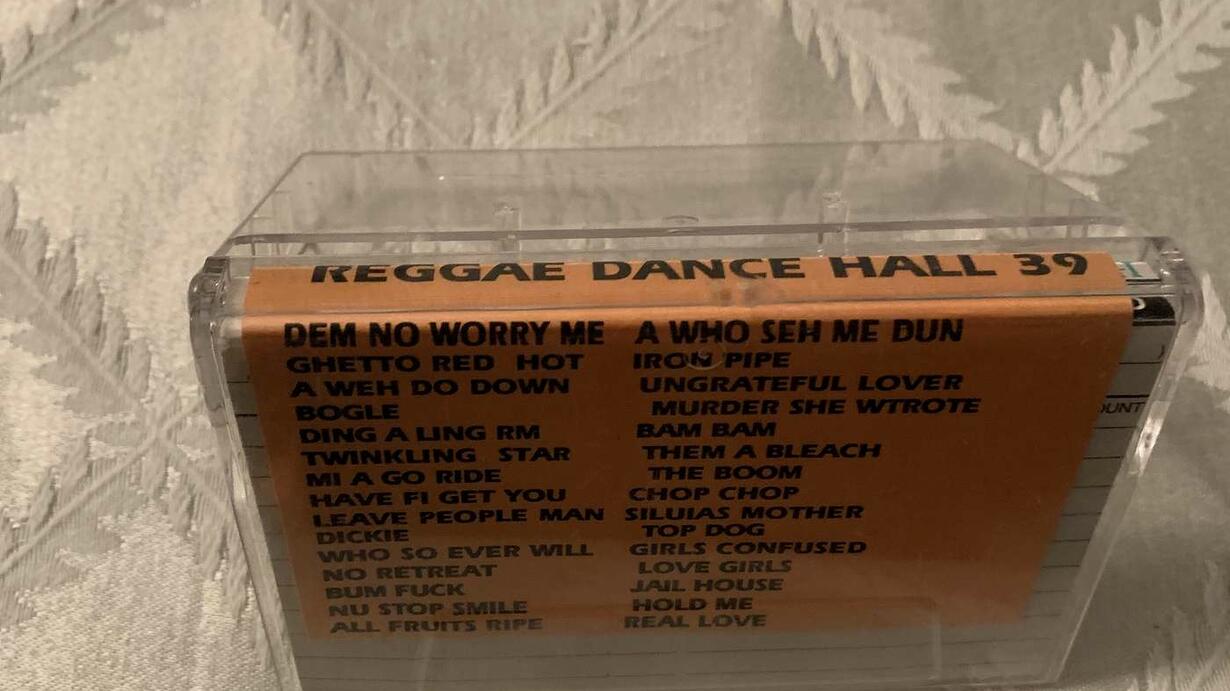 REGGAE DANCE HALL 39
DEM NO WORRY ME A WHO SEH ME DUN
GHETTO RED HOT IRON PIPE
A WEH DO DOWN UNGRATEFUL LOVER
BOGLE MURDER SHE WTROTE
DING A LING RM BAM BAM
TWINKLING STAR THEM A BLEACH
MI A GO RIDE THE BOOM
HAVE FI GET YOU CHOP CHOP
LEAVE PEOPLE MAN SILUIAS MOTHER
DICKIE TOP DOG
WHO SO EVER WILL GIRLS CONFUSED
NO RETREAT LOVE GIRLS
BUM FUCK JAIL HOUSE
NU STOP SMILE HOLD ME
ALL FRUITS RIPE REAL LOVE